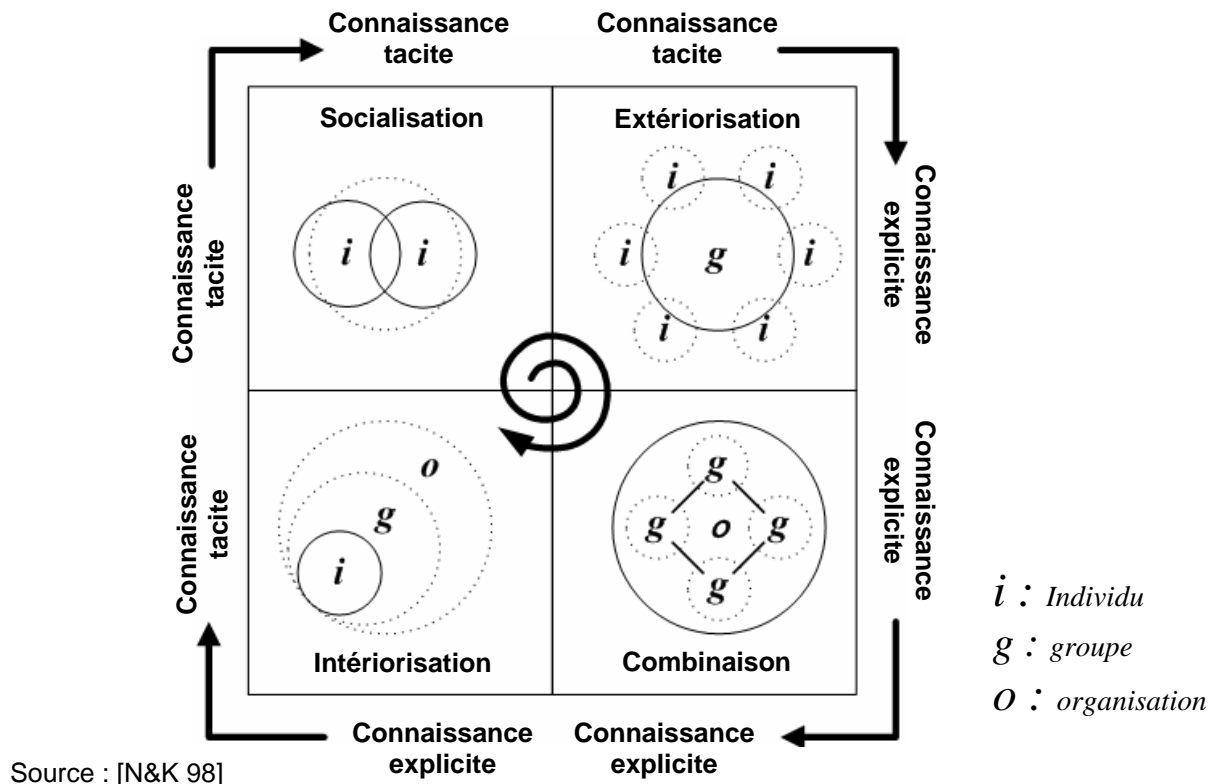 Connaissance
tacite
Connaissance
tacite
Socialisation
Extériorisation
i
i
i
i
i
g
i
i
i
Connaissance
tacite
Connaissance
explicite
o
g
i
g
g
o
g
g
Connaissance
tacite
Connaissance
explicite
Intériorisation
Combinaison
i : Individu
g : groupe
o : organisation
Connaissance
explicite
Connaissance
explicite
Source : [N&K 98]